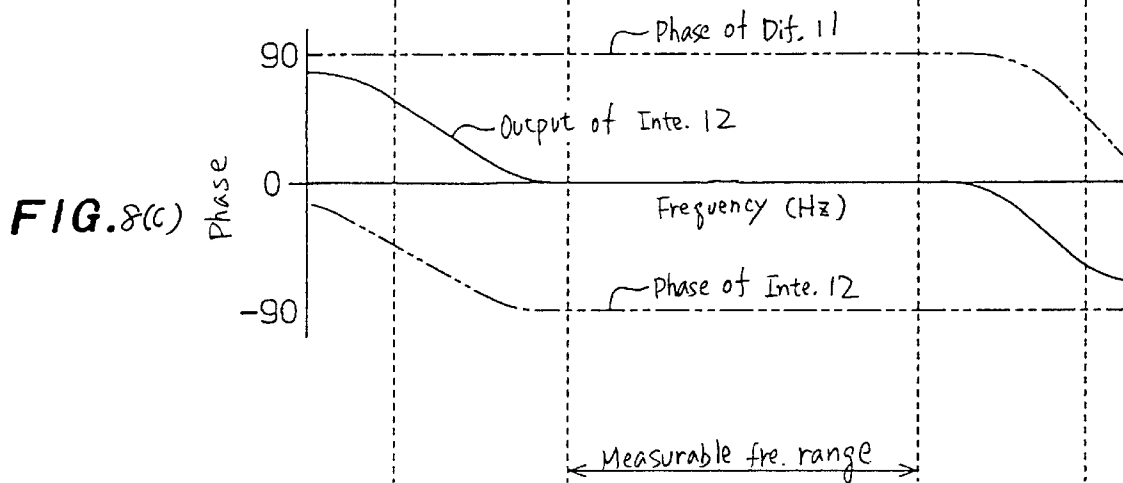 Phase of Dif. 11
90
Output of Inte. 12
0
Frequency (Hz)
FIG. 8(C)
Phase
Phase of Inte. 12
-90
Measurable fre. range